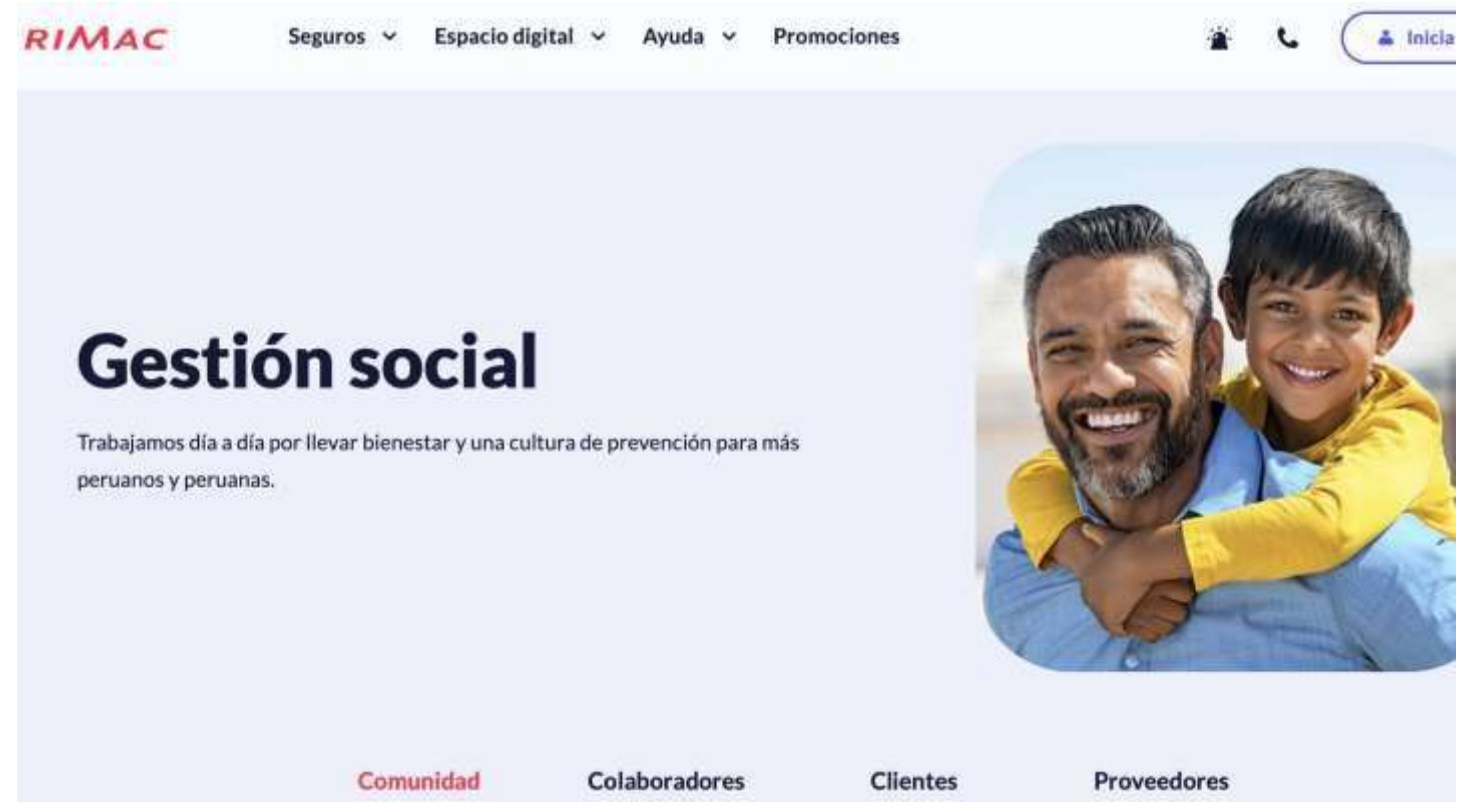 RIMAC
Seguros
Espacio digital
Ayuda
Promociones
Inicia
Gestión social
Trabajamos día a día por llevar bienestar y una cultura de prevención para más
peruanos y peruanas.
Comunidad
Colaboradores
Clientes
Proveedores